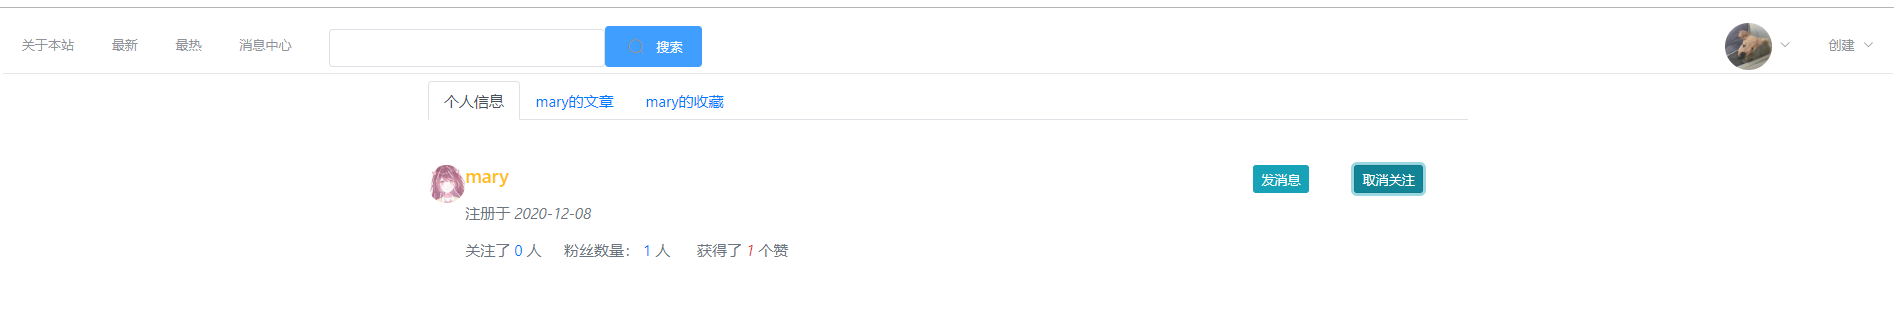 关于本站 最新 最热 消息中心 搜索 创建
个人信息 mary的文章 mary的收藏
mary 发消息 取消关注
注册于 2020-12-08
关注了 0 人 粉丝数量： 1 人 获得了 1 个赞